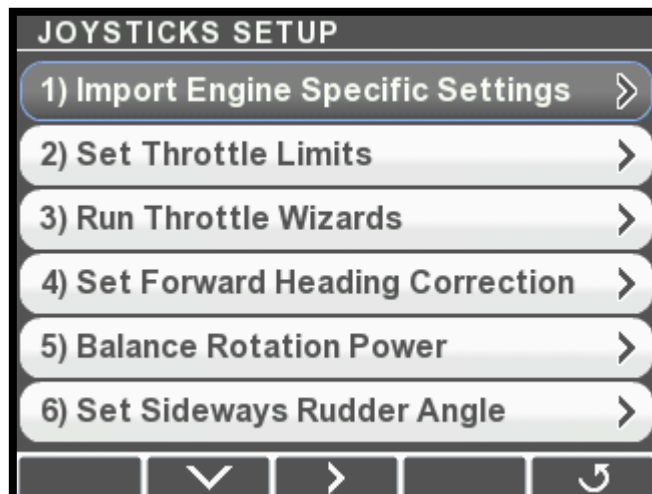 JOYSTICKS SETUP
1) Import Engine Specific Settings
2) Set Throttle Limits
3) Run Throttle Wizards
4) Set Forward Heading Correction
5) Balance Rotation Power
6) Set Sideways Rudder Angle